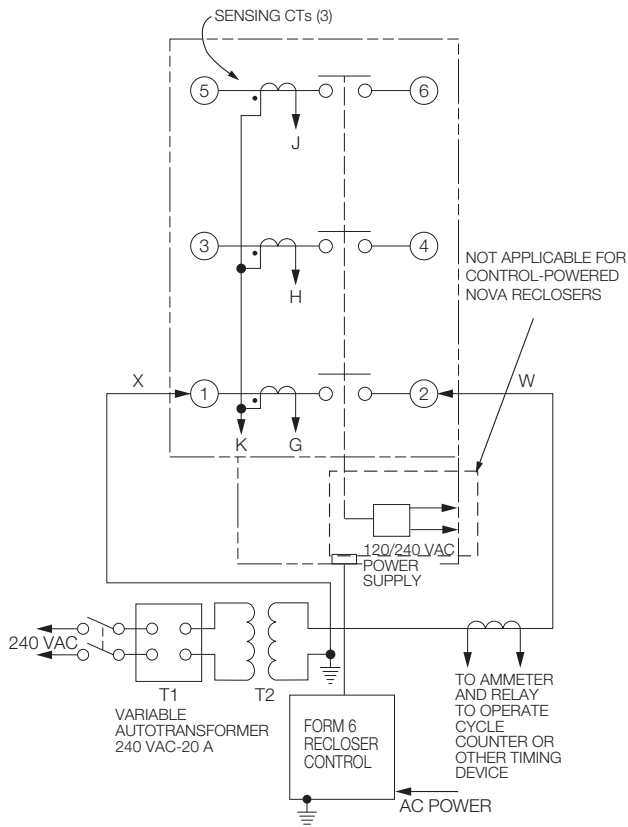 SENSING CTs (3)
5
6
J
3
4
H
NOT APPLICABLE FOR
CONTROL-POWERED
NOVA RECLOSERS
X
1
2
W
K
G
120/240 VAC
POWER
SUPPLY
240 VAC
T1
T2
VARIABLE
AUTOTRANSFORMER
240 VAC-20 A
FORM 6
RECLOSER
CONTROL
TO AMMETER
AND RELAY
TO OPERATE
CYCLE
COUNTER OR
OTHER TIMING
DEVICE
AC POWER